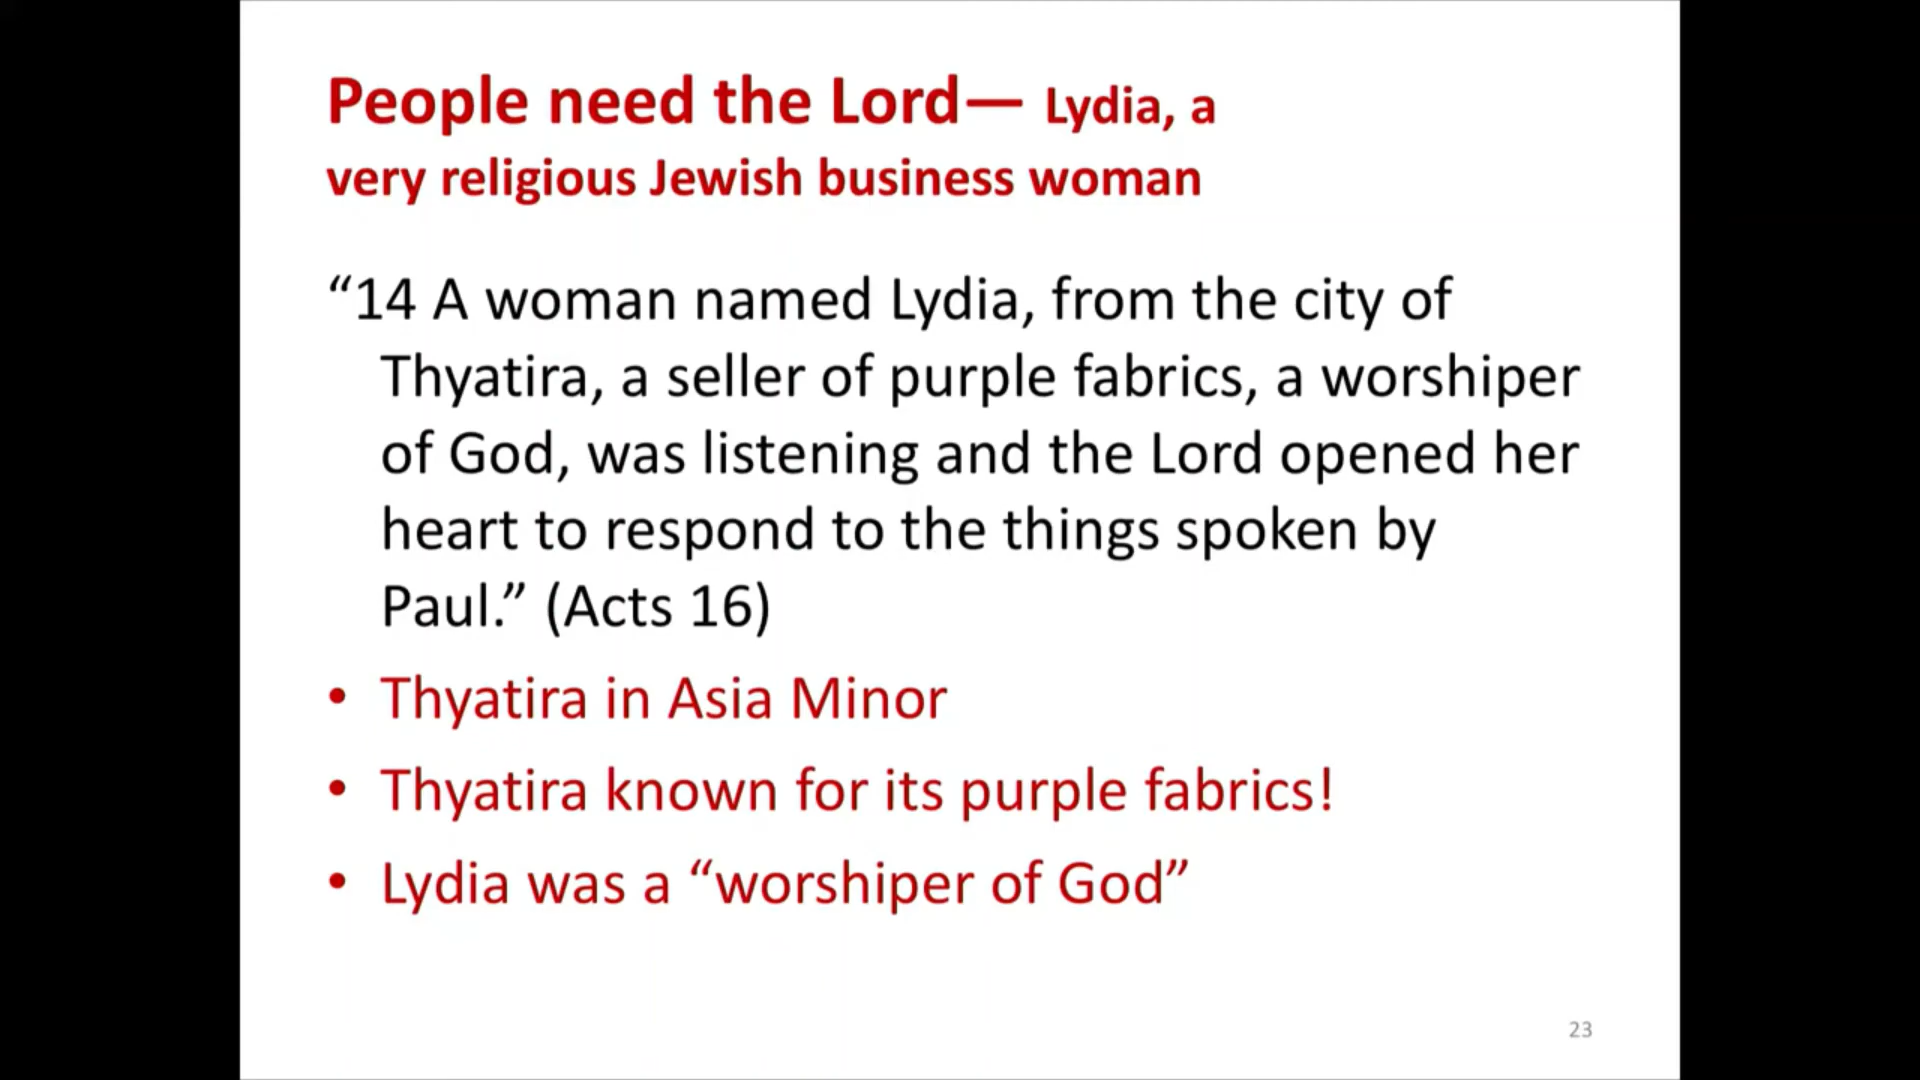 People need the Lord— Lydia, a
very religious Jewish business woman
“14 A woman named Lydia, from the city of
Thyatira, a seller of purple fabrics, a worshiper
of God, was listening and the Lord opened her
heart to respond to the things spoken by
Paul.” (Acts 16)
• Thyatira in Asia Minor
• Thyatira known for its purple fabrics!
• Lydia was a “worshiper of God”
23